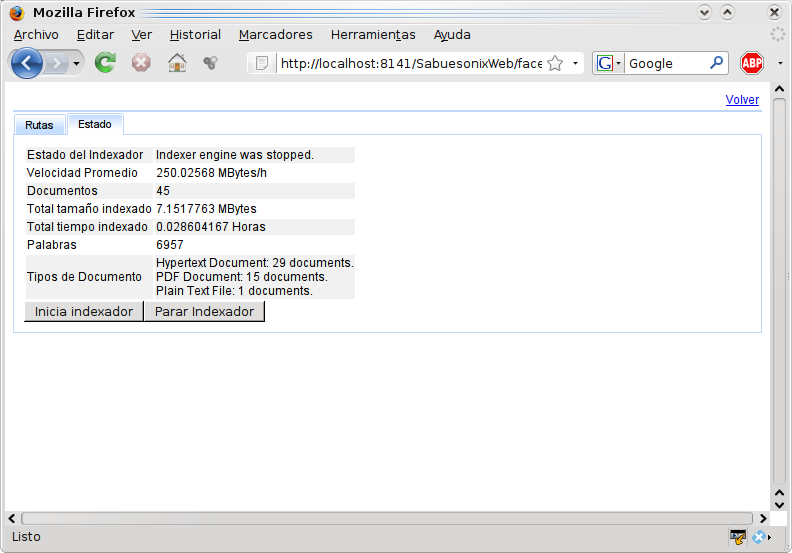 Mozilla Firefox
Archivo Editar Ver Historial Marcadores Herramientas Ayuda
http://localhost:8141/SabuesonixWeb/face
G Google ABP
Volver
Rutas Estado
Estado del Indexador Indexer engine was stopped.
Velocidad Promedio 250.02568 MBytes/h
Documentos 45
Total tamaño indexado 7.1517763 MBytes
Total tiempo indexado 0.028604167 Horas
Palabras 6957
Tipos de Documento Hypertext Document: 29 documents.
PDF Document: 15 documents.
Plain Text File: 1 documents.
Inicia indexador Parar Indexador
Listo